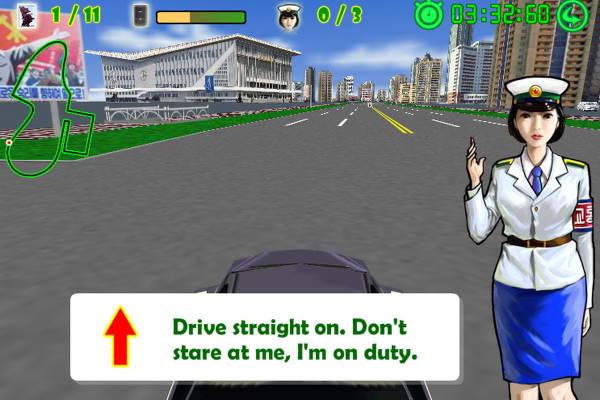 1 / 11
0 / 3
03:32:60
Drive straight on. Don't
stare at me, I'm on duty.